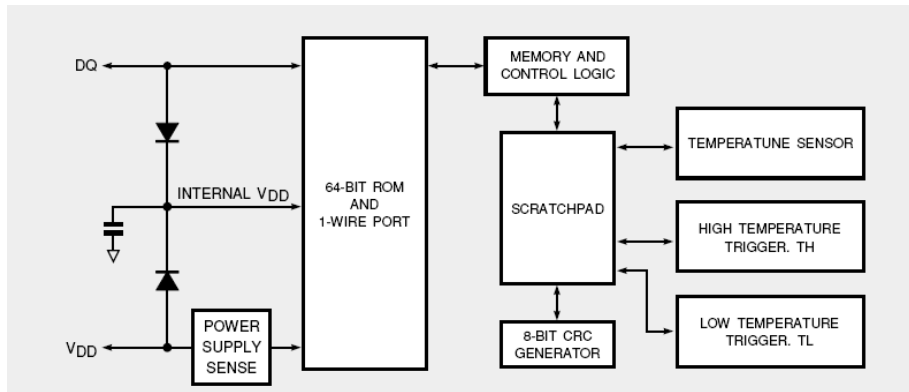 DQ
INTERNAL VDD
VDD
POWER
SUPPLY
SENSE
64-BIT ROM
AND
1-WIRE PORT
MEMORY AND
CONTROL LOGIC
SCRATCHPAD
8-BIT CRC
GENERATOR
TEMPERATUNE SENSOR
HIGH TEMPERATURE
TRIGGER. TH
LOW TEMPERATURE
TRIGGER. TL